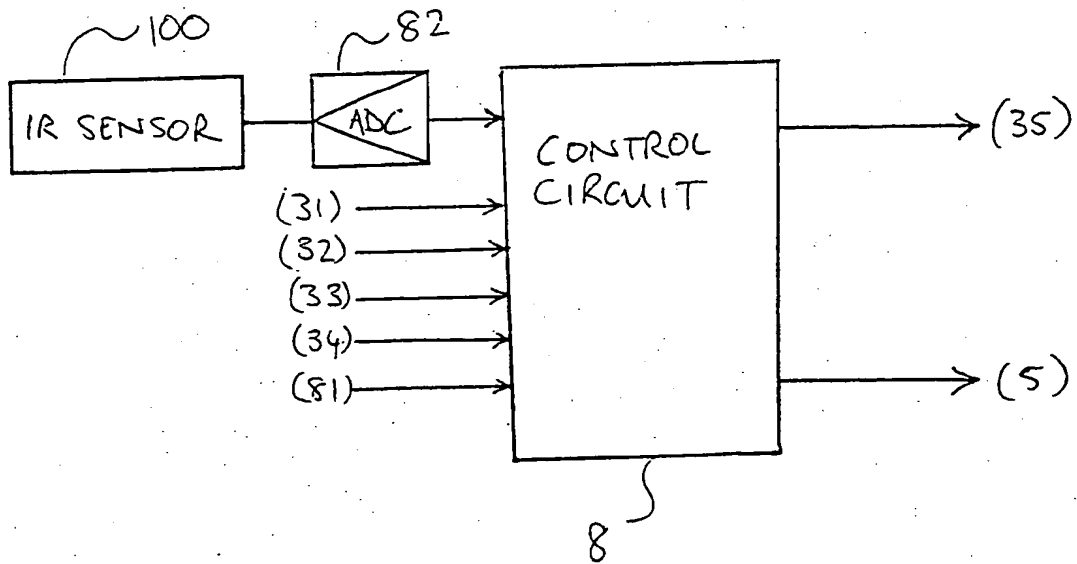 100
82
IR SENSOR
ADC
CONTROL
CIRCUIT
(35)
(31)
(32)
(33)
(34)
(81)
(5)
8